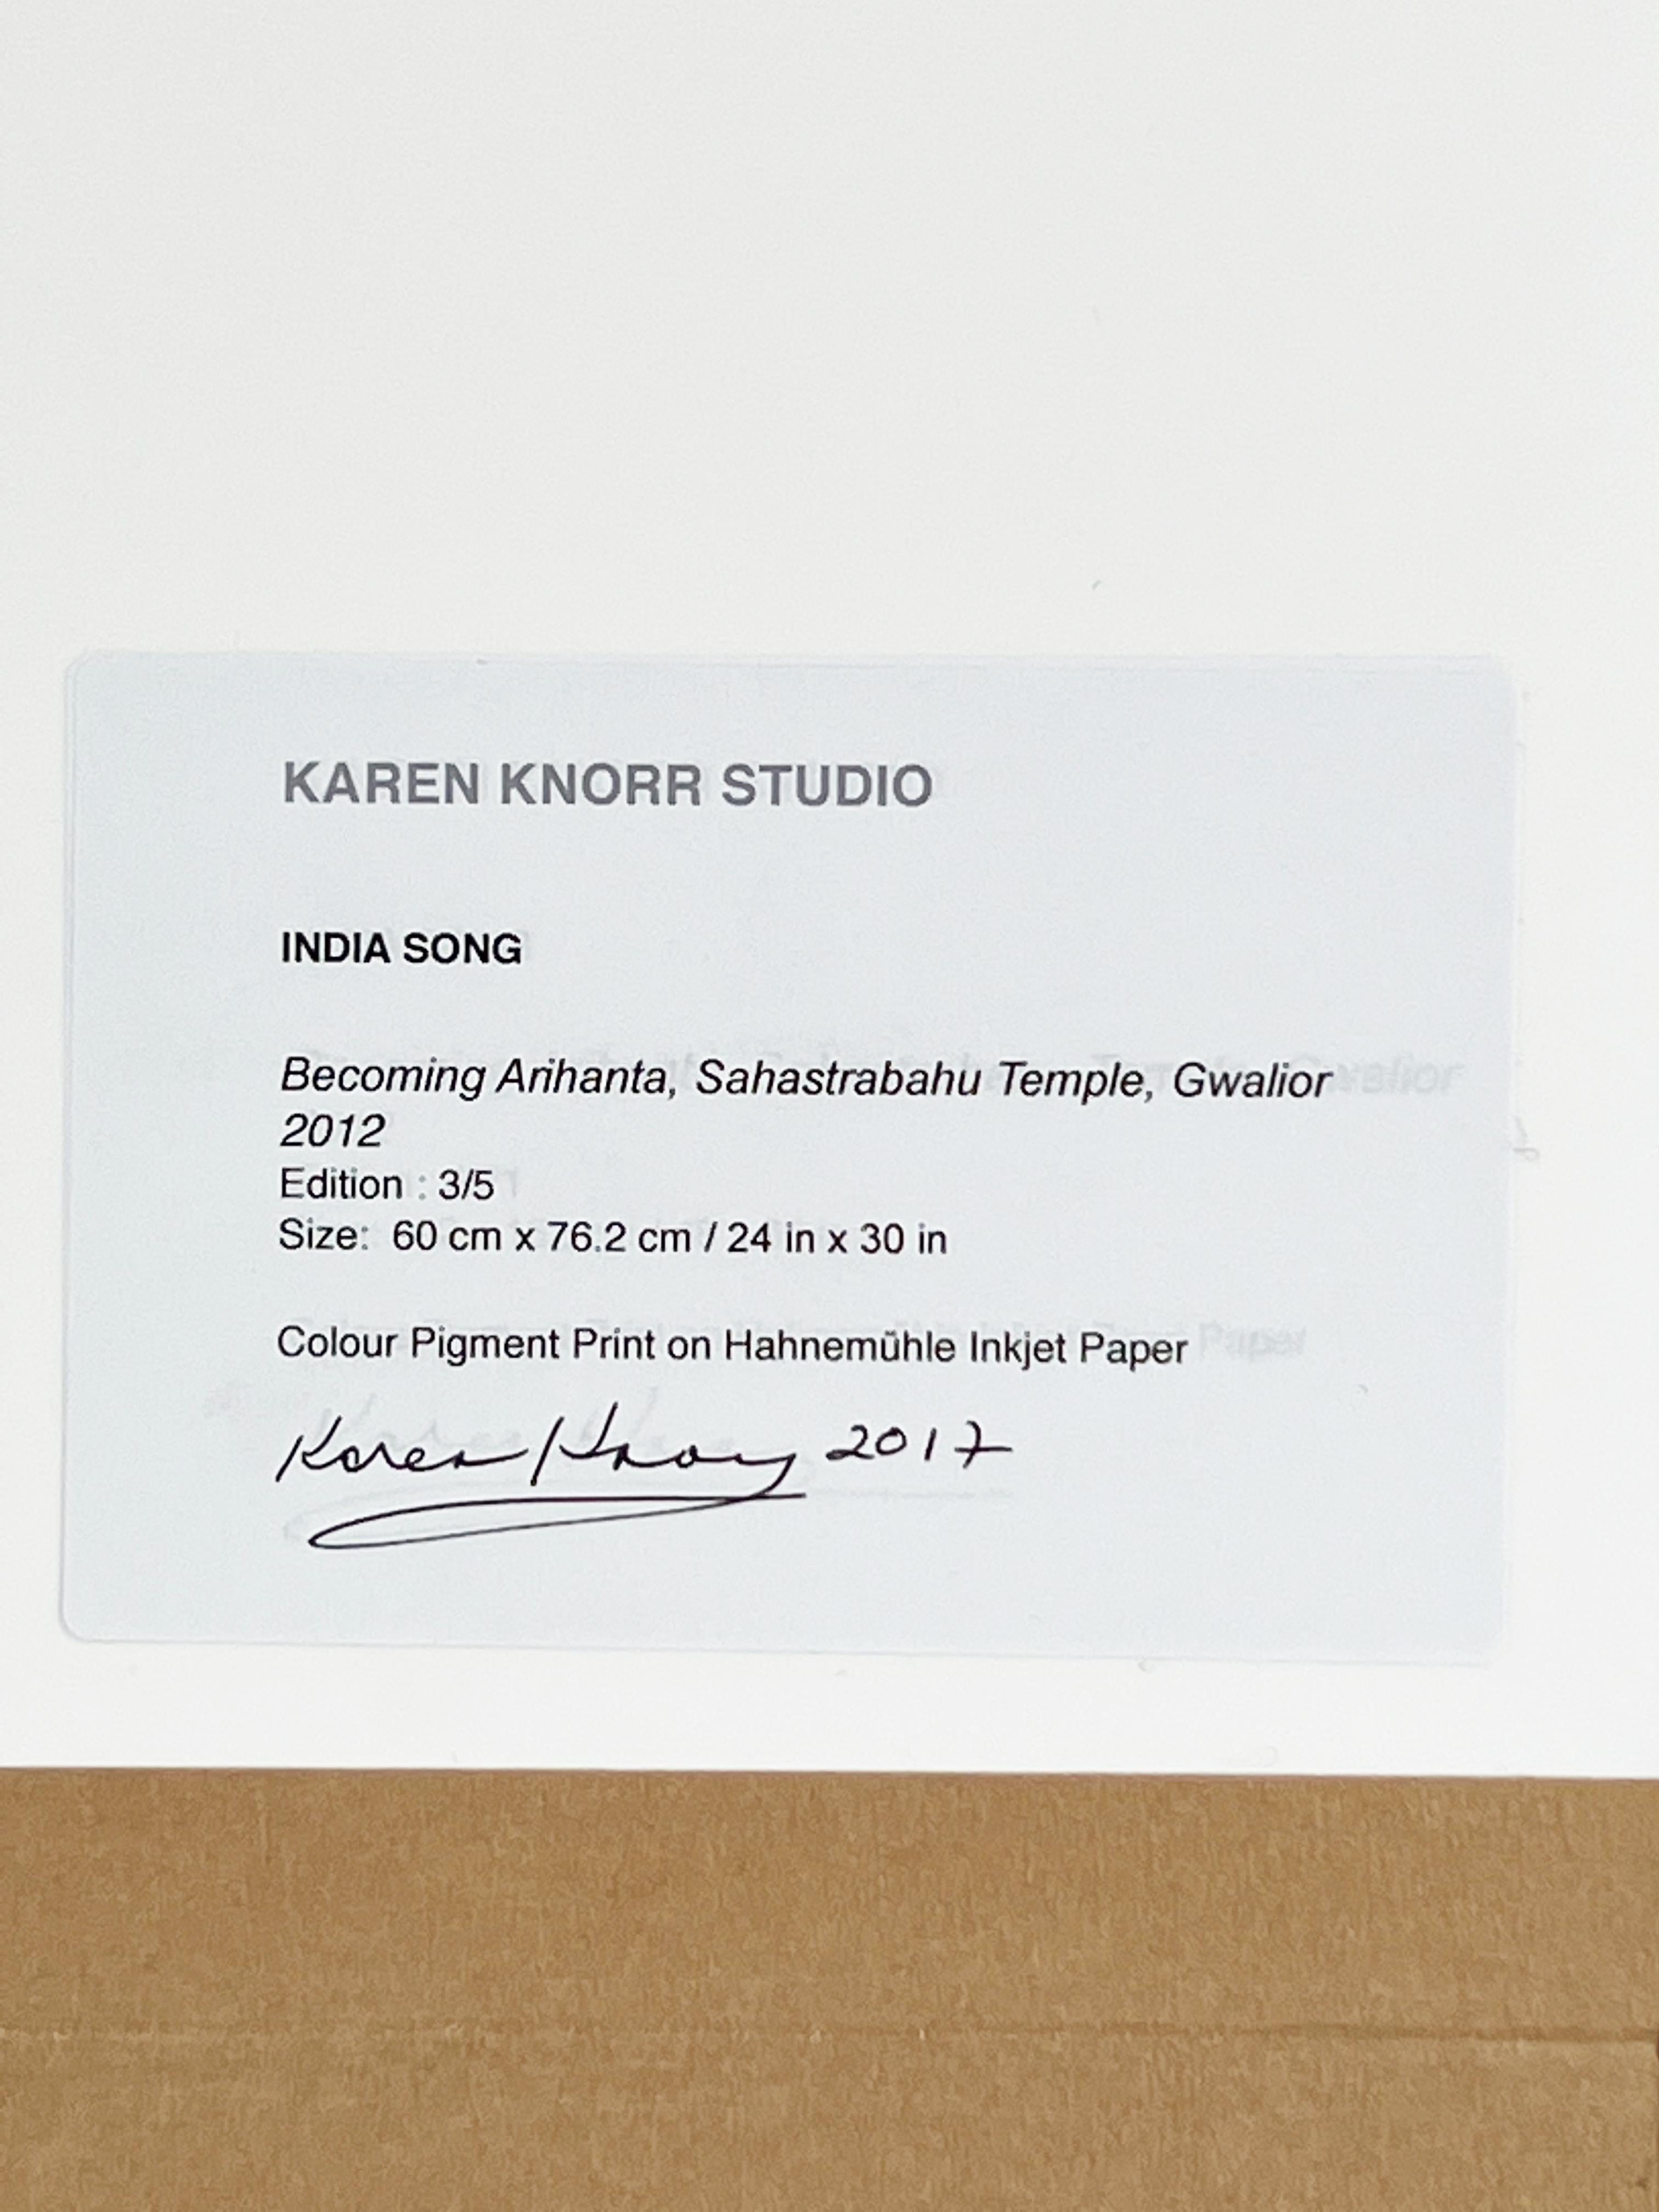 KAREN KNORR STUDIO
INDIA SONG
Becoming Arihanta, Sahastrabahu Temple, Gwalior
2012
Edition : 3/5
Size: 60 cm x 76.2 cm / 24 in x 30 in
Colour Pigment Print on Hahnemühle Inkjet Paper
Karen Knorr 2017